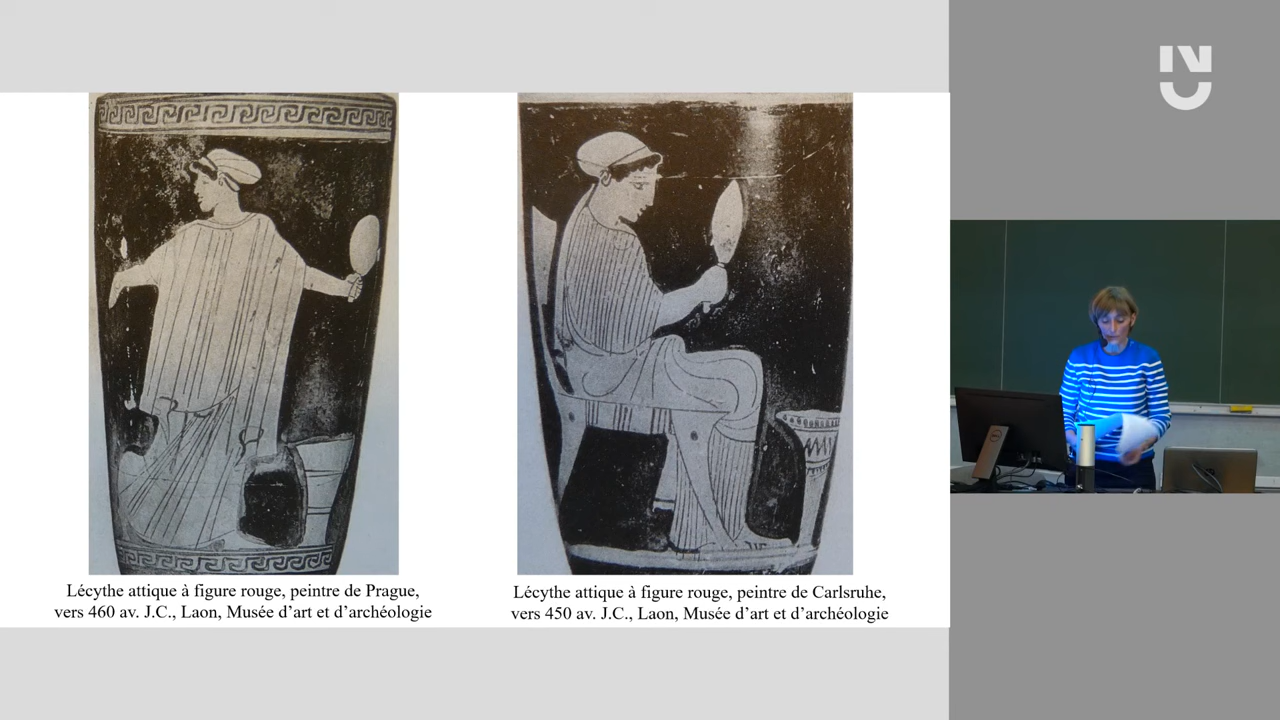 Lécythe attique à figure rouge, peintre de Prague,
vers 460 av. J.C., Laon, Musée d'art et d'archéologie
Lécythe attique à figure rouge, peintre de Carlsruhe,
vers 450 av. J.C., Laon, Musée d'art et d'archéologie